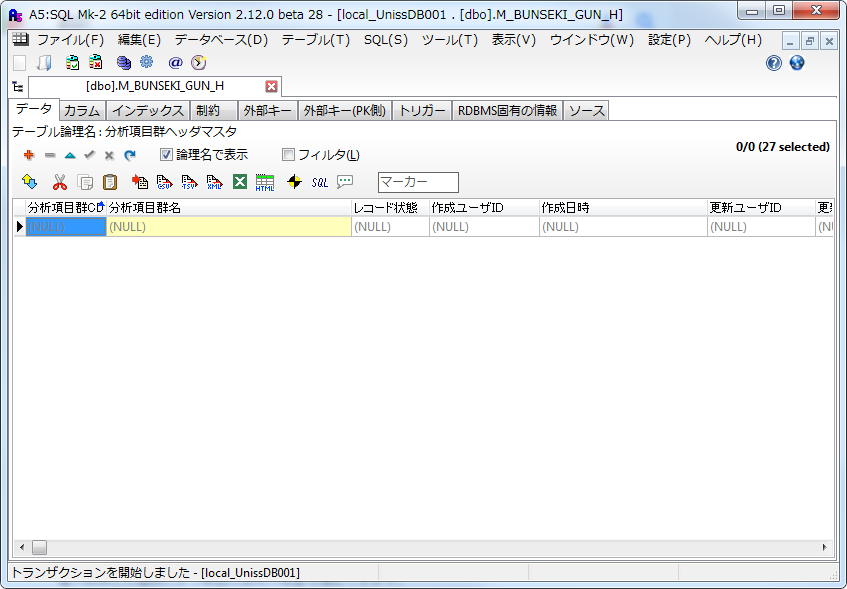 A5:SQL Mk-2 64bit edition Version 2.12.0 beta 28 - [local_UnissDB001 . [dbo].M_BUNSEKI_GUN_H]
ファイル(F) 編集(E) データベース(D) テーブル(T) SQL(S) ツール(T) 表示(V) ウインドウ(W) 設定(P) ヘルプ(H)
[dbo].M_BUNSEKI_GUN_H
データ カラム インデックス 制約 外部キー 外部キー(PK側) トリガー RDBMS固有の情報 ソース
テーブル論理名 : 分析項目群ヘッダマスタ
0/0 (27 selected)
論理名で表示 フィルタ(L)
CSV TSV XML HTML SQL マーカー
分析項目群CD 分析項目群名 レコード状態 作成ユーザID 作成日時 更新ユーザID 更
(NULL) (NULL) (NULL) (NULL) (NULL) (NULL) (N
トランザクションを開始しました - [local_UnissDB001]